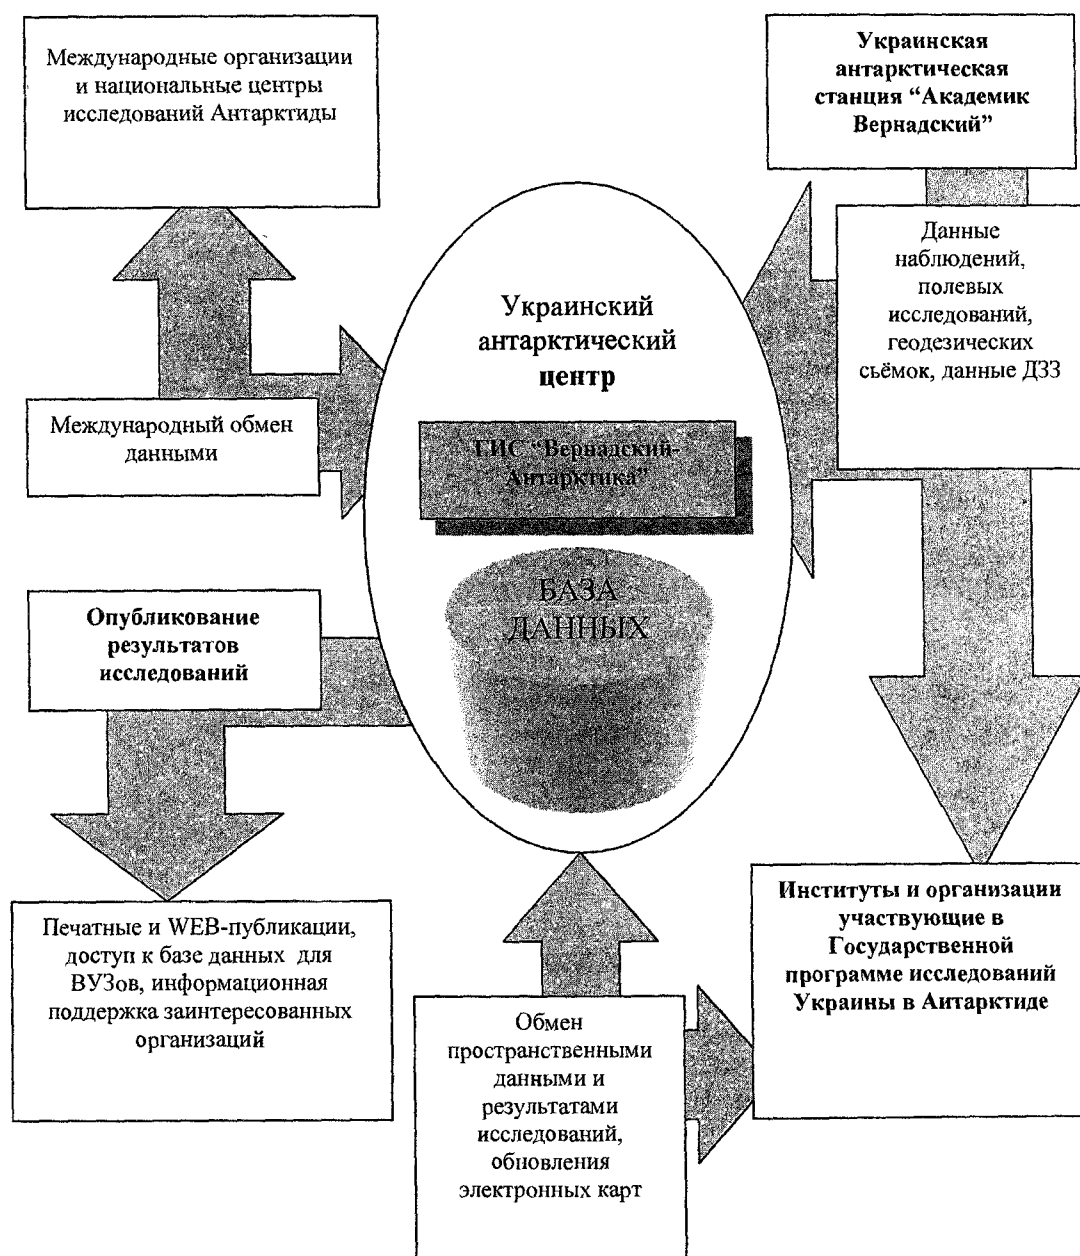 Международные организации
и национальные центры
исследований Антарктиды
Украинская
антарктическая
станция “Академик
Вернадский”
Данные
наблюдений,
полевых
исследований,
геодезических
сьёмок, данные ДЗЗ
Украинский
антарктический
центр
Международный обмен
данными
ГИС “Вернадский-
Антарктика”
БАЗА
ДАННЫХ
Опубликование
результатов
исследований
Институты и организации
участвующие в
Государственной
программе исследований
Украины в Антарктиде
Печатные и WEB-публикации,
доступ к базе данных для
ВУЗов, информационная
поддержка заинтересованных
организаций
Обмен
пространственными
данными и
результатами
исследований,
обновления
электронных карт